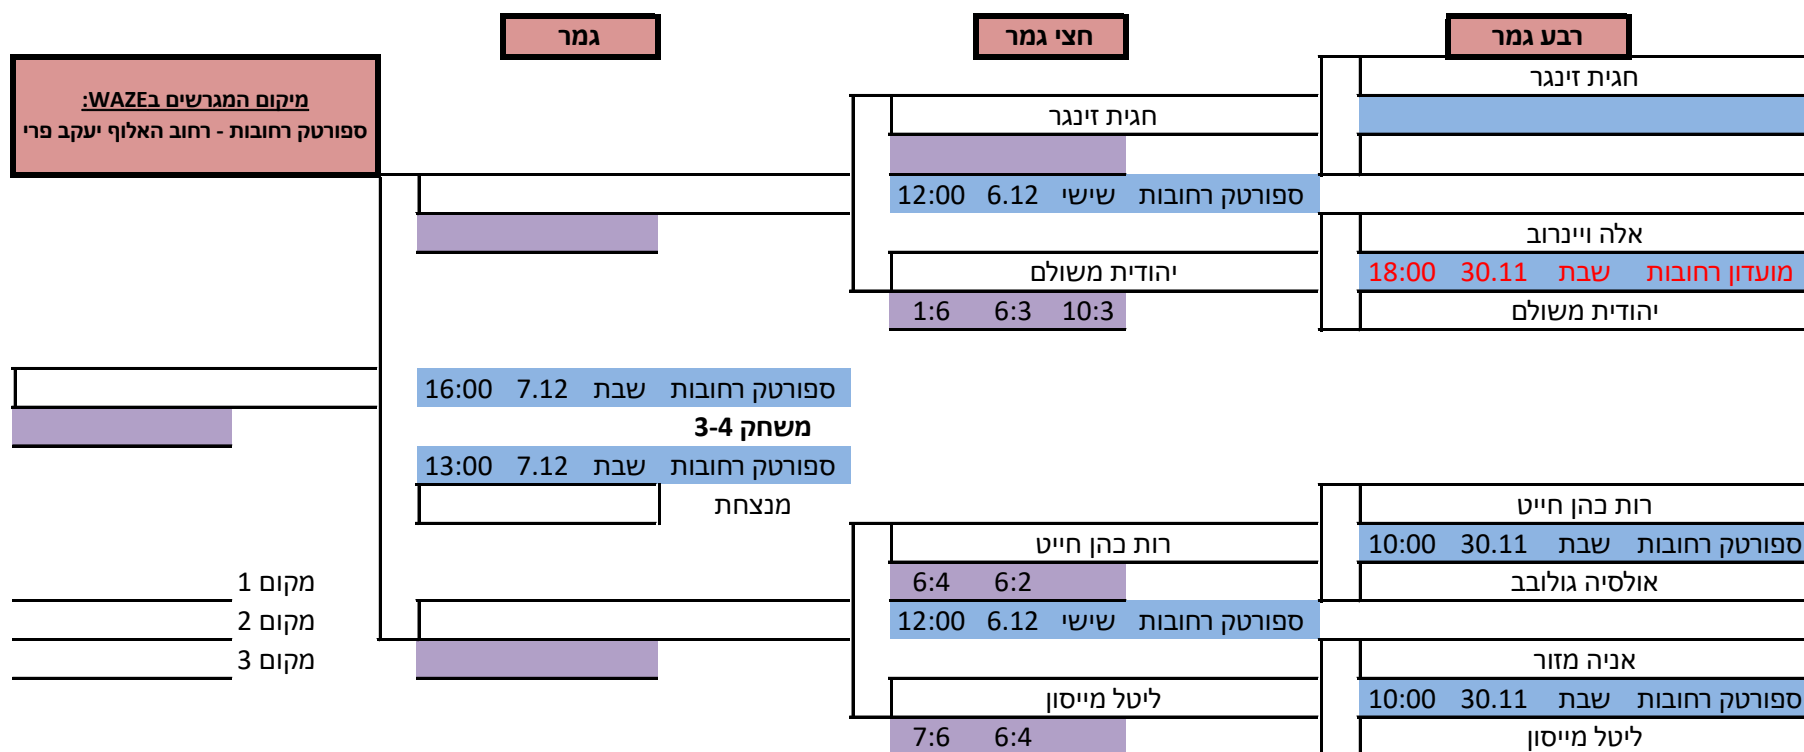 רבע גמר
חצי גמר
גמר
מיקום המגרשים בWAZE:
ספורטק רחובות - רחוב האלוף יעקב פרי
חגית זינגר
חגית זינגר
ספורטק רחובות שישי 6.12 12:00
אלה ויינרוב
יהודית משולם
מועדון רחובות שבת 30.11 18:00
יהודית משולם
1:6 6:3 10:3
ספורטק רחובות שבת 7.12 16:00
משחק 3-4
ספורטק רחובות שבת 7.12 13:00
מנצחת
רות כהן חייט
רות כהן חייט
ספורטק רחובות שבת 30.11 10:00
אולסיה גולובב
6:4 6:2
מקום 1
ספורטק רחובות שישי 6.12 12:00
מקום 2
אניה מזור
מקום 3
ספורטק רחובות שבת 30.11 10:00
ליטל מייסון
ליטל מייסון
7:6 6:4